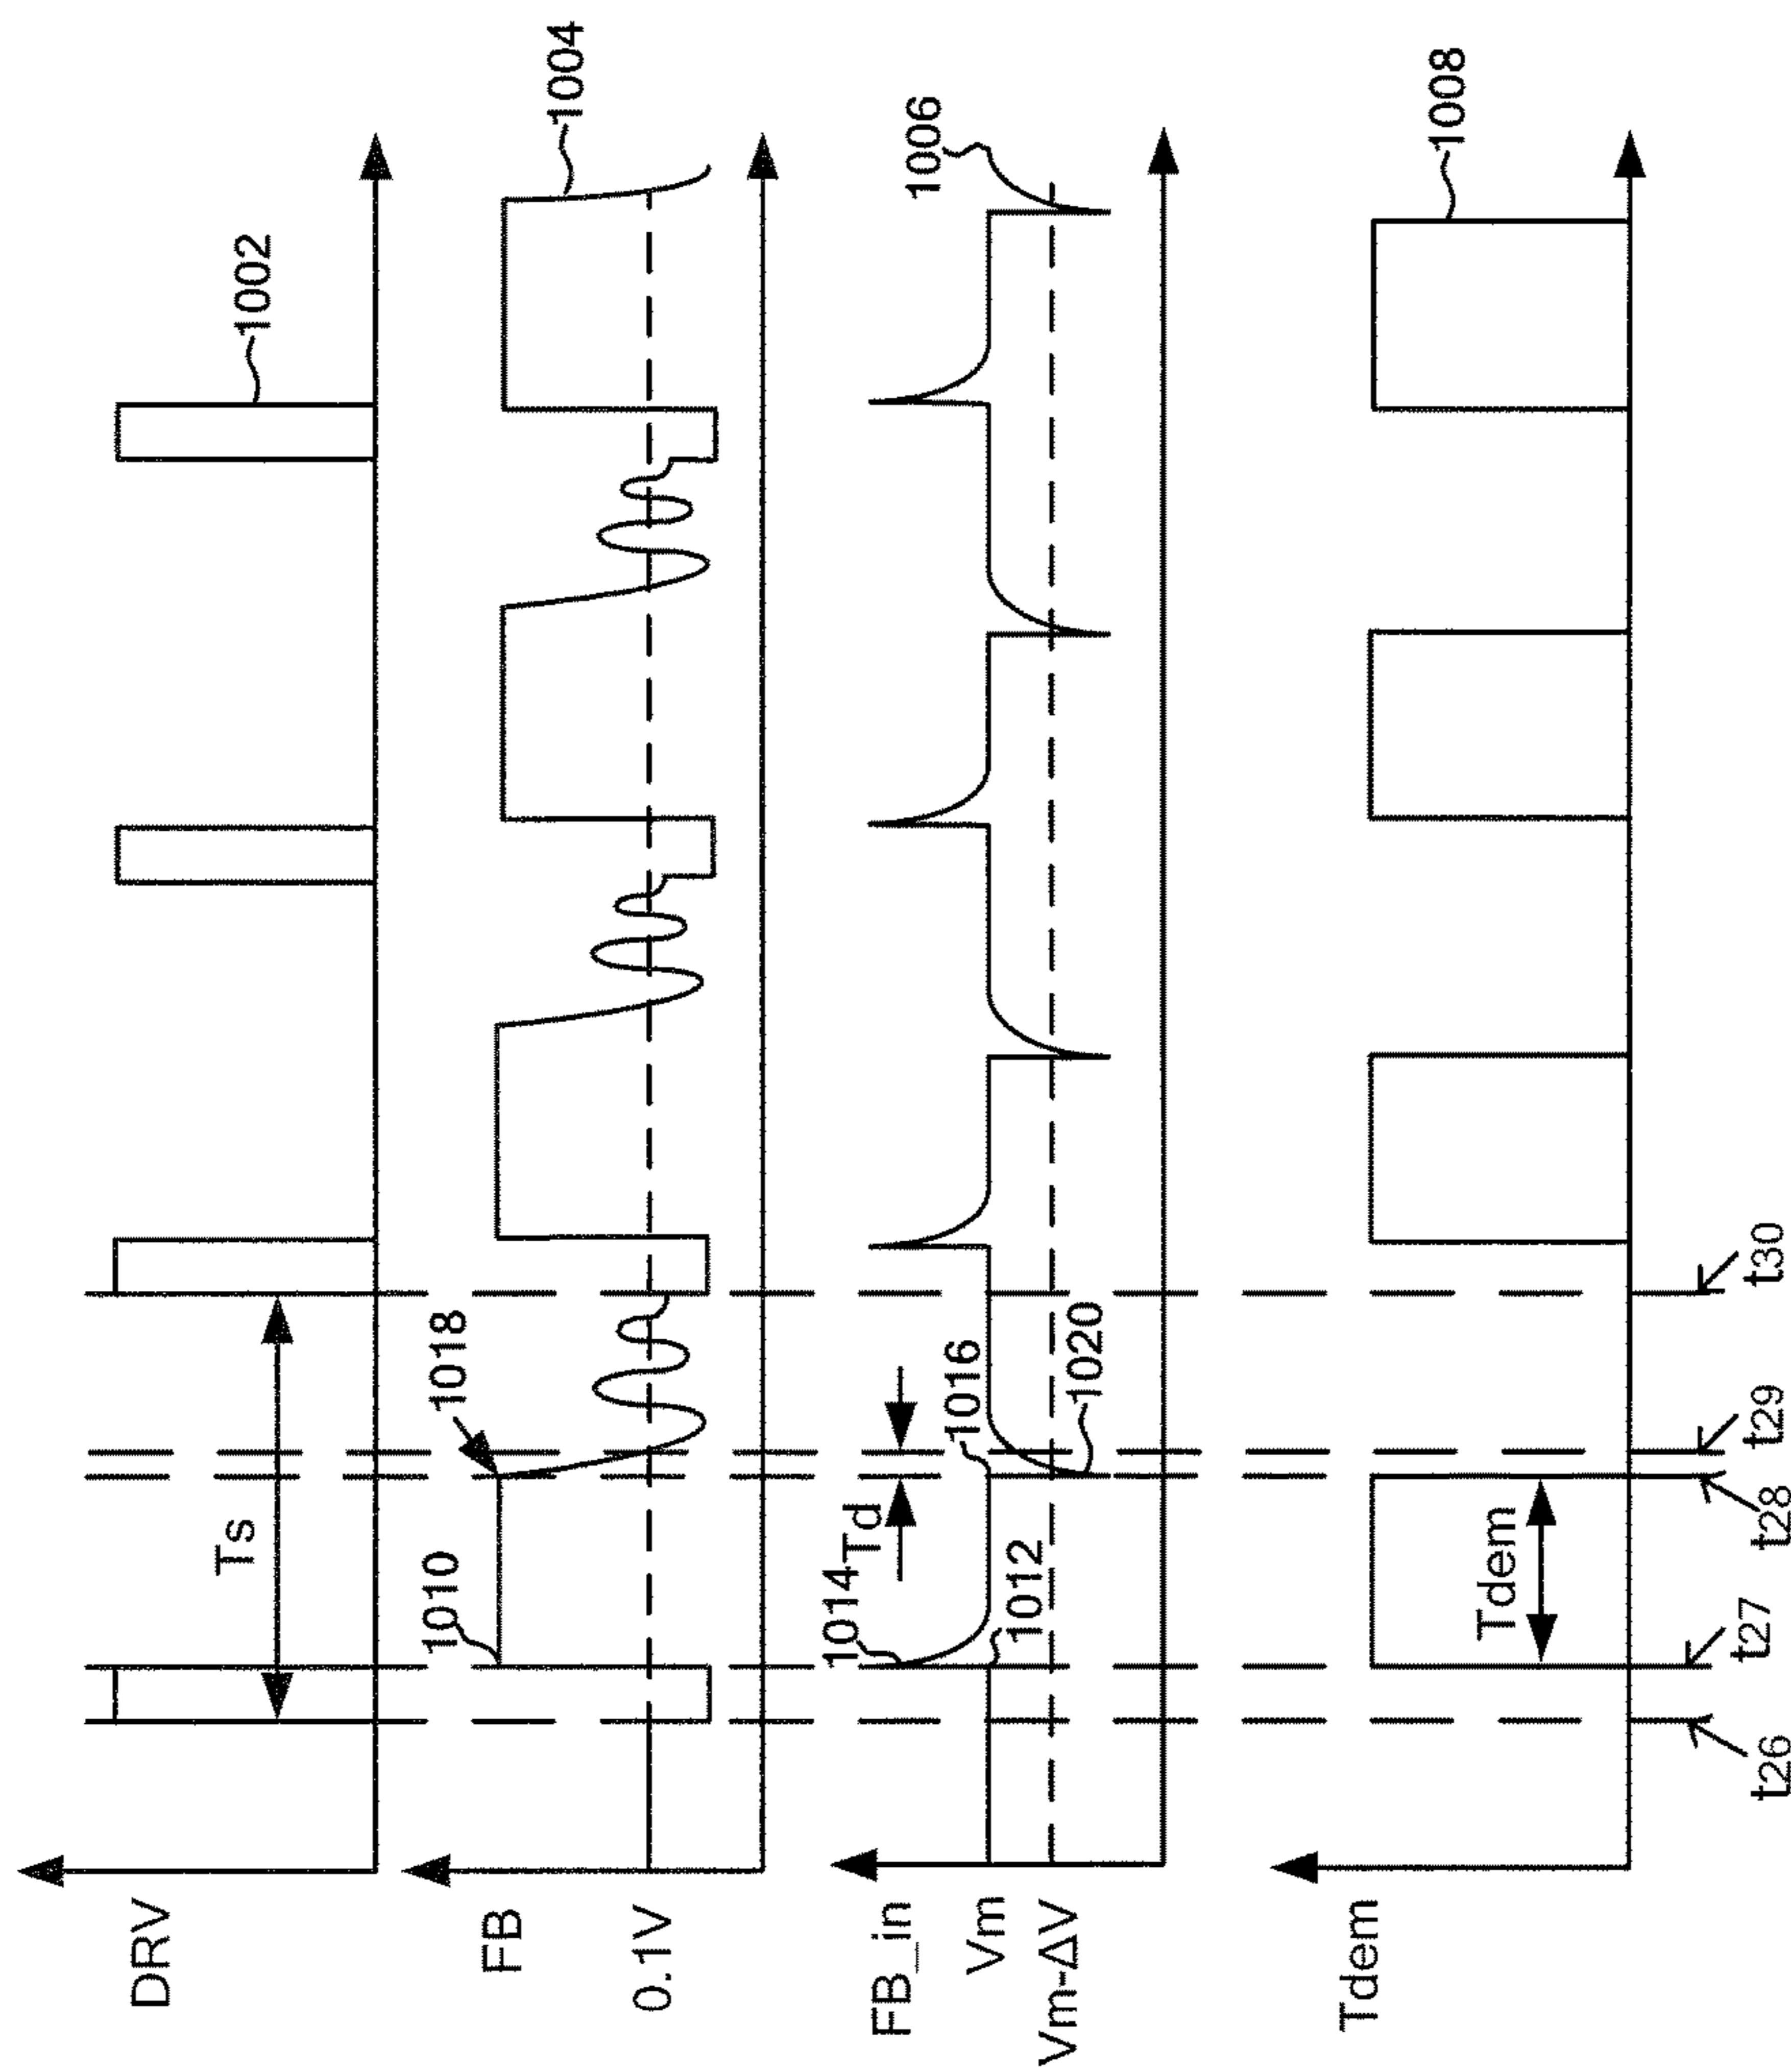 DRV
1002
Ts
FB
0.1V
1010
1018
1004
FB_in
Vm
Vm-ΔV
1014
Td
1012
1016
1020
1006
Tdem
Tdem
1008
t26
t27
t28
t29
t30